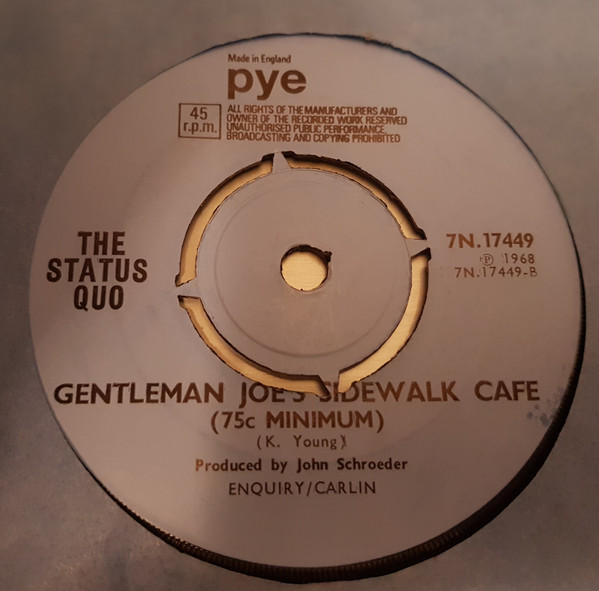 Made in England
pye
45
r.p.m.
ALL RIGHTS OF THE MANUFACTURERS AND
OWNER OF THE RECORDED WORK RESERVED
UNAUTHORISED PUBLIC PERFORMANCE,
BROADCASTING AND COPYING PROHIBITED
THE
STATUS
QUO
7N.17449
Ⓟ 1968
7N.17449-B
GENTLEMAN JOE'S SIDEWALK CAFE
(75c MINIMUM)
(K. Young)
Produced by John Schroeder
ENQUIRY/CARLIN